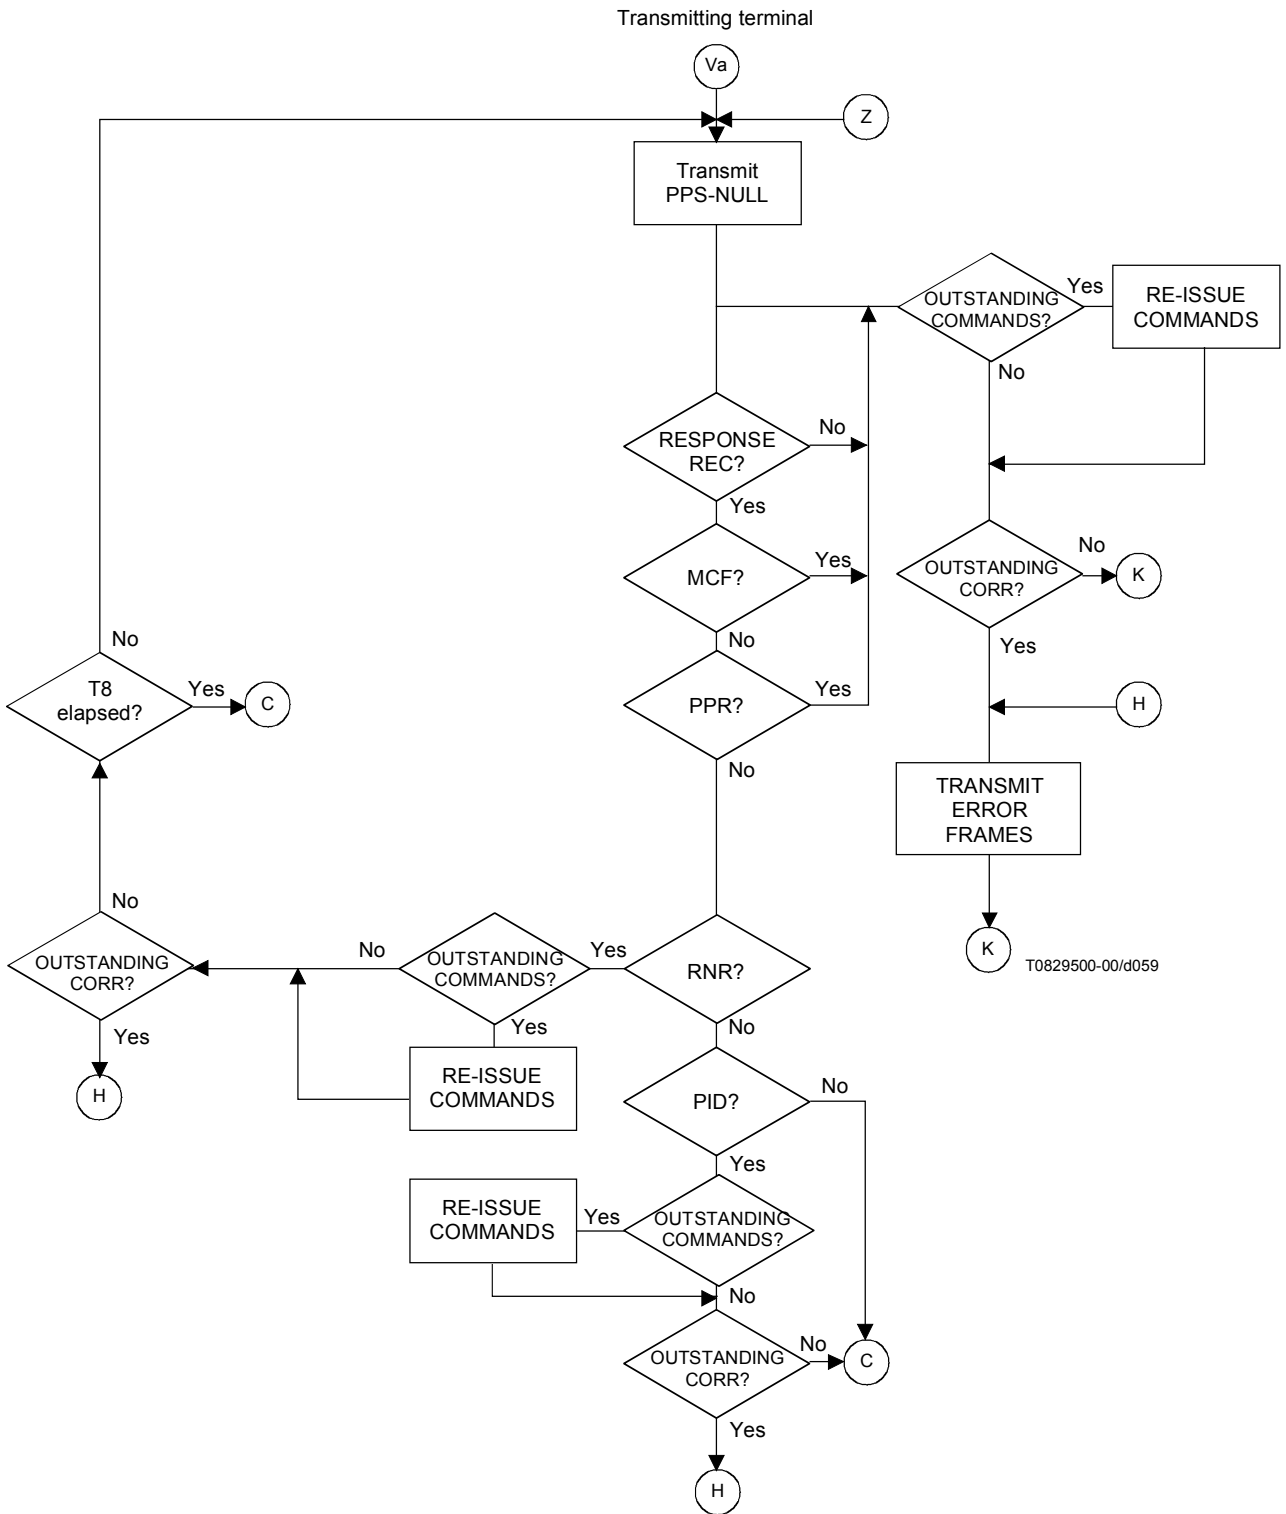 Transmitting terminal
Va
Z
Transmit
PPS-NULL
OUTSTANDING
COMMANDS?
Yes
RE-ISSUE
COMMANDS
No
RESPONSE
REC?
No
Yes
MCF?
Yes
No
OUTSTANDING
CORR?
No
K
Yes
PPR?
Yes
No
H
TRANSMIT
ERROR
FRAMES
K
T0829500-00/d059
No
T8
elapsed?
Yes
C
No
OUTSTANDING
CORR?
Yes
H
No
OUTSTANDING
COMMANDS?
Yes
Yes
RE-ISSUE
COMMANDS
RNR?
No
PID?
No
Yes
RE-ISSUE
COMMANDS
Yes
OUTSTANDING
COMMANDS?
No
OUTSTANDING
CORR?
No
C
Yes
H